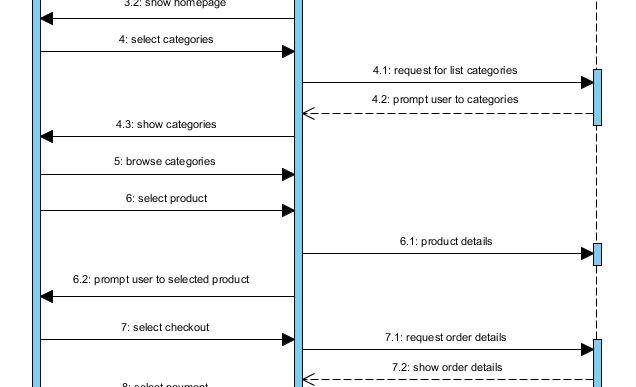 3.2: show homepage
4: select categories
4.1: request for list categories
4.2: prompt user to categories
4.3: show categories
5: browse categories
6: select product
6.1: product details
6.2: prompt user to selected product
7: select checkout
7.1: request order details
7.2: show order details
8: select payment